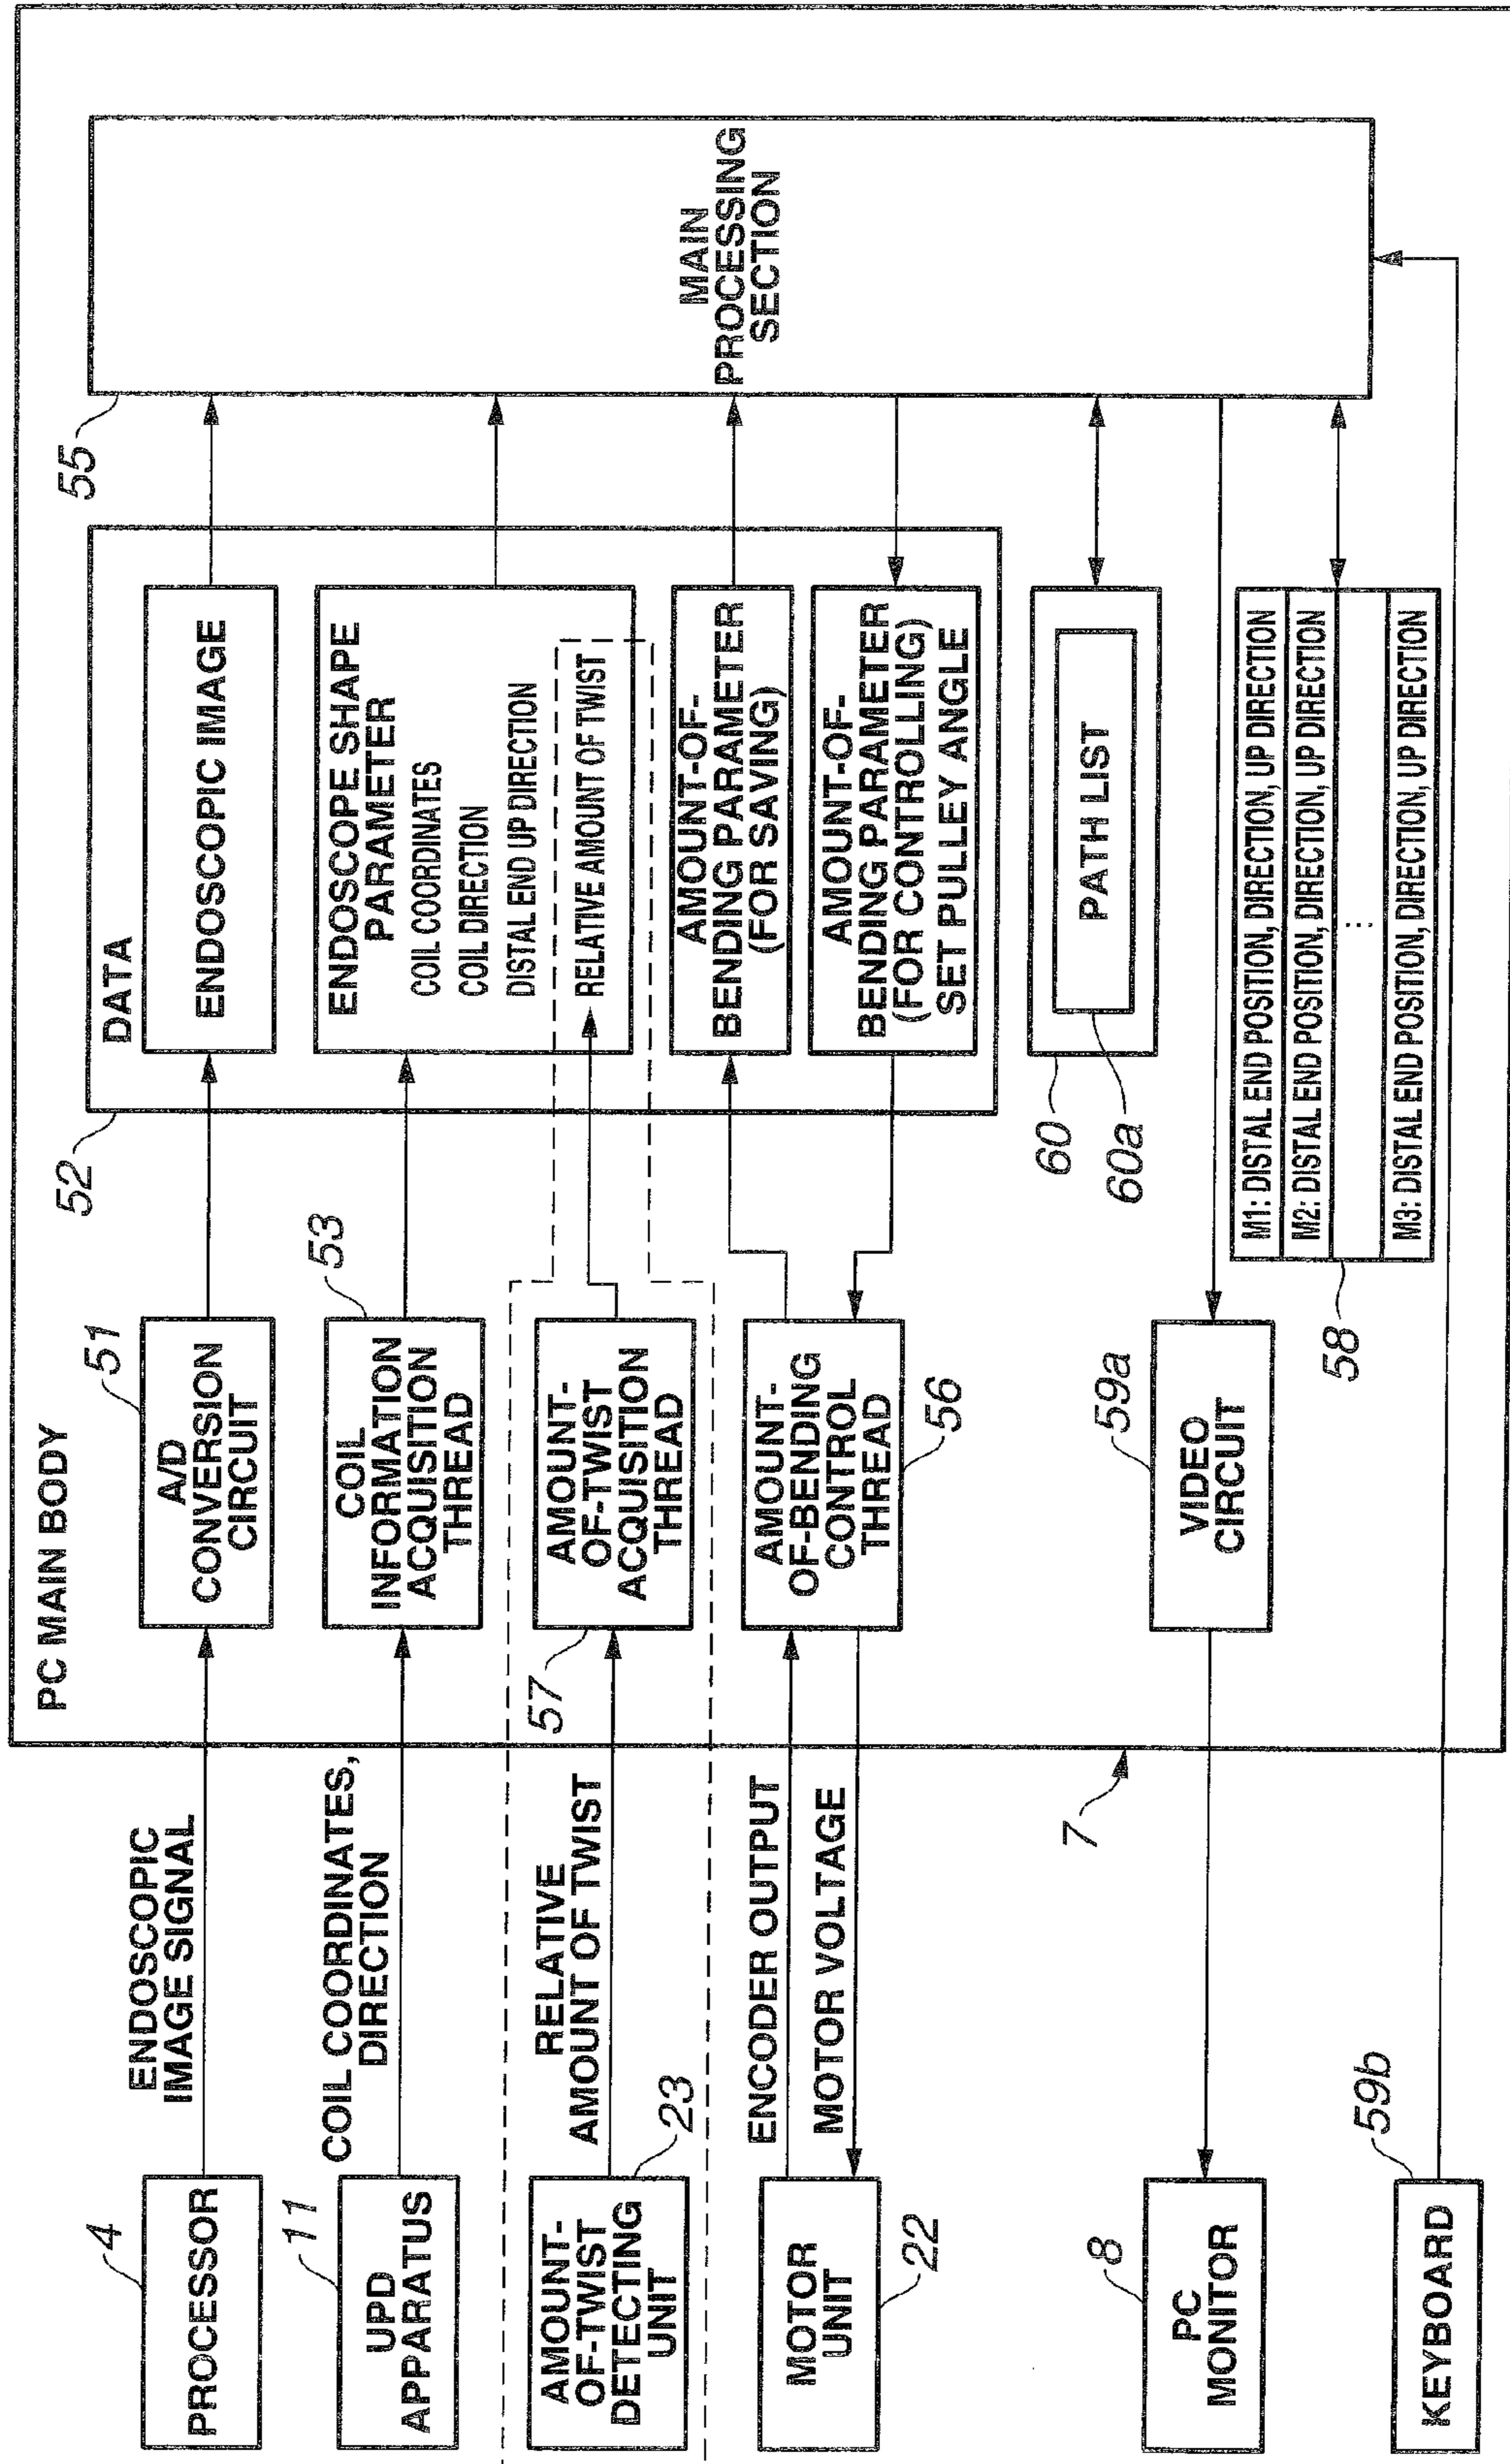 PC MAIN BODY
4
PROCESSOR
ENDOSCOPIC
IMAGE SIGNAL
51
A/D
CONVERSION
CIRCUIT
52
DATA
ENDOSCOPIC IMAGE
55
MAIN
PROCESSING
SECTION
11
UPD
APPARATUS
COIL COORDINATES,
DIRECTION
53
COIL
INFORMATION
ACQUISITION
THREAD
ENDOSCOPE SHAPE
PARAMETER
COIL COORDINATES
COIL DIRECTION
DISTAL END UP DIRECTION
RELATIVE AMOUNT OF TWIST
AMOUNT-
OF-TWIST
DETECTING
UNIT
23
RELATIVE
AMOUNT OF TWIST
57
AMOUNT-
OF-TWIST
ACQUISITION
THREAD
AMOUNT-OF-
BENDING PARAMETER
(FOR SAVING)
MOTOR
UNIT
22
ENCODER OUTPUT
MOTOR VOLTAGE
AMOUNT-
OF-BENDING
CONTROL
THREAD
56
AMOUNT-OF-
BENDING PARAMETER
(FOR CONTROLLING)
SET PULLEY ANGLE
60
PATH LIST
60a
7
8
PC
MONITOR
59a
VIDEO
CIRCUIT
M1: DISTAL END POSITION, DIRECTION, UP DIRECTION
M2: DISTAL END POSITION, DIRECTION, UP DIRECTION
⋮
M3: DISTAL END POSITION, DIRECTION, UP DIRECTION
58
59b
KEYBOARD